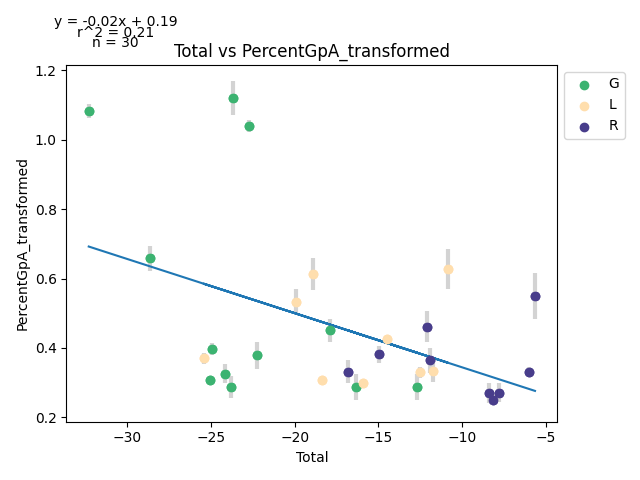 y = -0.02x + 0.19
r^2 = 0.21
n = 30
Total vs PercentGpA_transformed
G
L
R
PercentGpA_transformed
1.2
1.0
0.8
0.6
0.4
0.2
−30
−25
−20
−15
−10
−5
Total